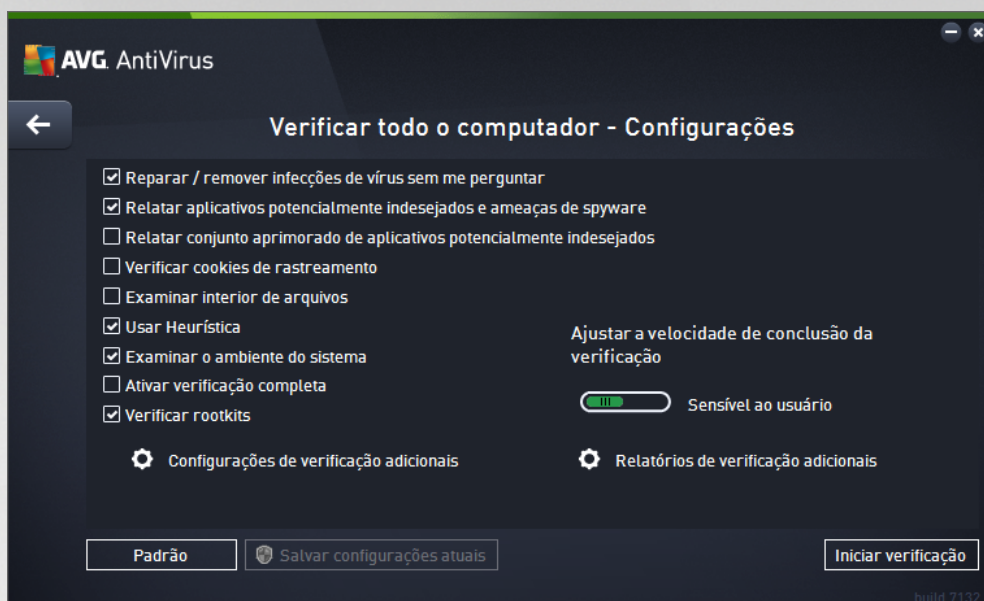 AVG. AntiVirus
Verificar todo o computador - Configurações
Reparar / remover infecções de vírus sem me perguntar
Relatar aplicativos potencialmente indesejados e ameaças de spyware
Relatar conjunto aprimorado de aplicativos potencialmente indesejados
Verificar cookies de rastreamento
Examinar interior de arquivos
Usar Heurística
Examinar o ambiente do sistema
Ativar verificação completa
Verificar rootkits
Ajustar a velocidade de conclusão da
verificação
Sensível ao usuário
Configurações de verificação adicionais
Relatórios de verificação adicionais
Padrão
Salvar configurações atuais
Iniciar verificação
build 7132